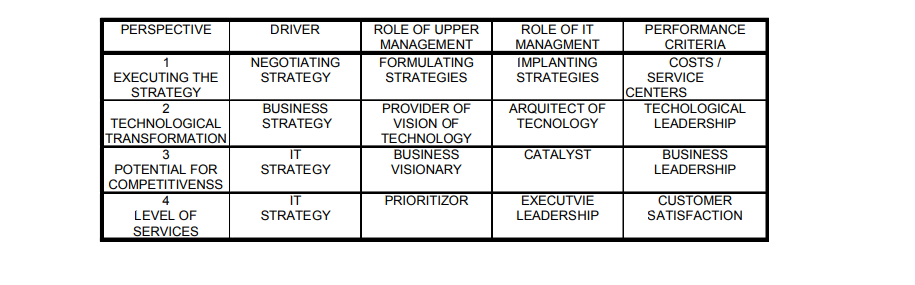 PERSPECTIVE DRIVER ROLE OF UPPER MANAGEMENT ROLE OF IT MANAGMENT PERFORMANCE CRITERIA
1 EXECUTING THE STRATEGY NEGOTIATING STRATEGY FORMULATING STRATEGIES IMPLANTING STRATEGIES COSTS / SERVICE CENTERS
2 TECHNOLOGICAL TRANSFORMATION BUSINESS STRATEGY PROVIDER OF VISION OF TECHNOLOGY ARQUITECT OF TECNOLOGY TECHOLOGICAL LEADERSHIP
3 POTENTIAL FOR COMPETITIVENSS IT STRATEGY BUSINESS VISIONARY CATALYST BUSINESS LEADERSHIP
4 LEVEL OF SERVICES IT STRATEGY PRIORITIZOR EXECUTVIE LEADERSHIP CUSTOMER SATISFACTION